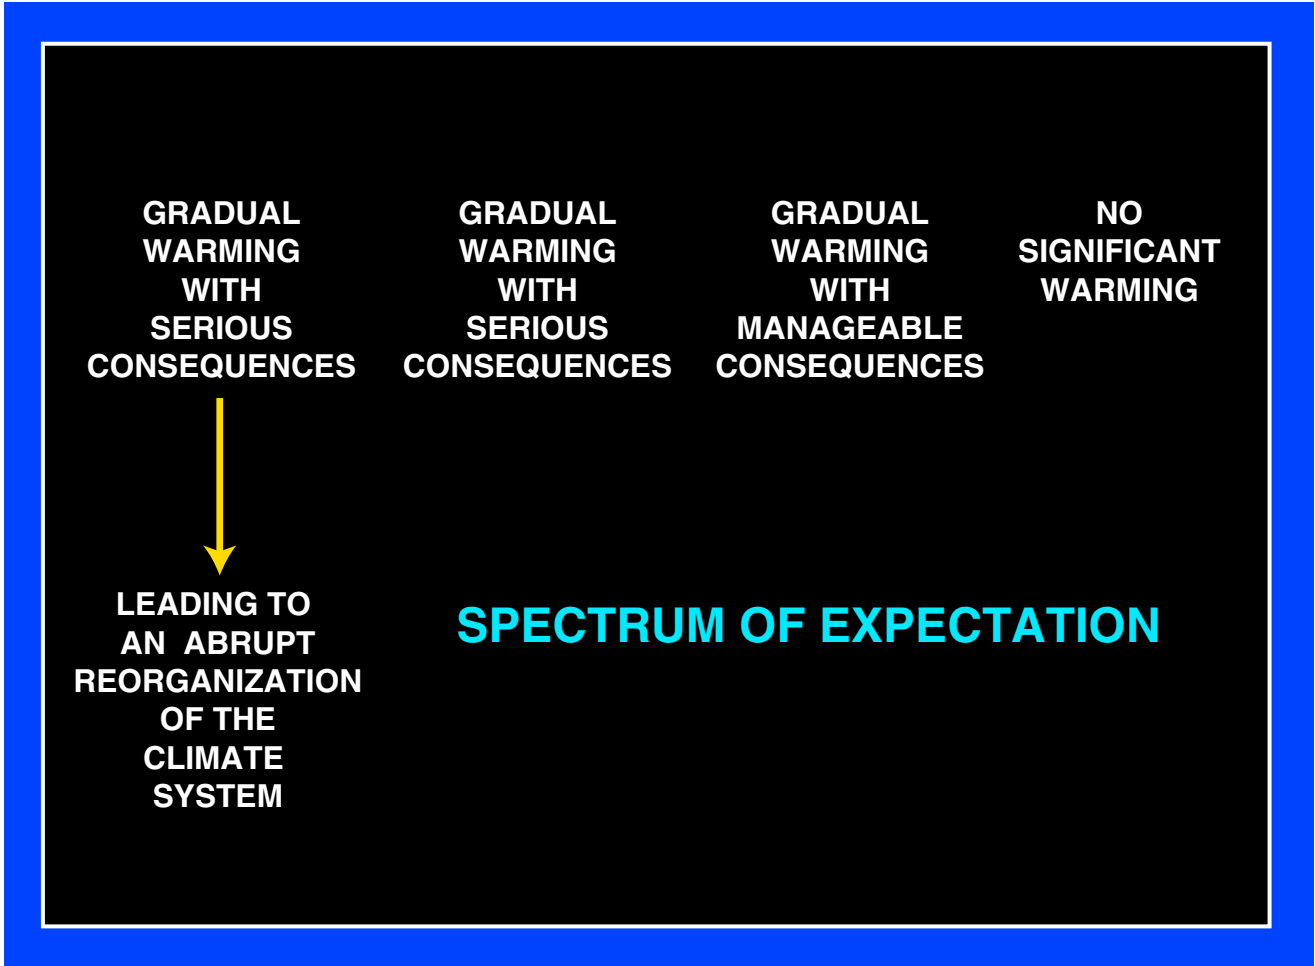 GRADUAL
WARMING
WITH
SERIOUS
CONSEQUENCES
GRADUAL
WARMING
WITH
SERIOUS
CONSEQUENCES
GRADUAL
WARMING
WITH
MANAGEABLE
CONSEQUENCES
NO
SIGNIFICANT
WARMING
LEADING TO
AN ABRUPT
REORGANIZATION
OF THE
CLIMATE
SYSTEM
SPECTRUM OF EXPECTATION